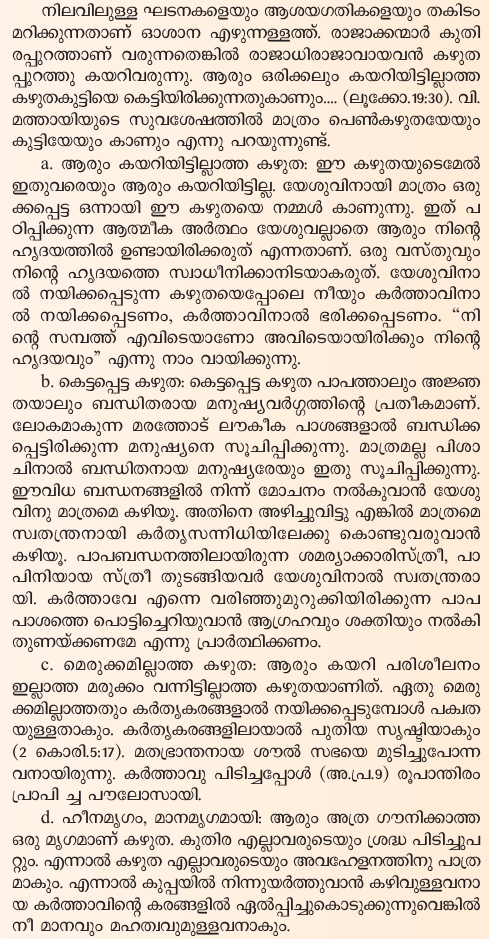 നിലവിലുള്ള ഘടനകളെയും ആശയഗതികളെയും തകിടം
മറിക്കുന്നതാണ് ഓശാന എഴുന്നള്ളത്ത്. രാജാക്കന്മാർ കുതി
രപ്പുറത്താണ് വരുന്നതെങ്കിൽ രാജാധിരാജാവായവൻ കഴുത
പ്പുറത്തു കയറിവരുന്നു. ആരും ഒരിക്കലും കയറിയിട്ടില്ലാത്ത
കഴുതകുട്ടിയെ കെട്ടിയിരിക്കുന്നതുകാണും.... (ലൂക്കോ.19:30). വി.
മത്തായിയുടെ സുവശേഷത്തിൽ മാത്രം പെൺകഴുതയേയും
കുട്ടിയേയും കാണും എന്നു പറയുന്നുണ്ട്.
a. ആരും കയറിയിട്ടില്ലാത്ത കഴുത: ഈ കഴുതയുടെമേൽ
ഇതുവരെയും ആരും കയറിയിട്ടില്ല. യേശുവിനായി മാത്രം ഒരു
ക്കപ്പെട്ട ഒന്നായി ഈ കഴുതയെ നമ്മൾ കാണുന്നു. ഇത് പ
ഠിപ്പിക്കുന്ന ആത്മീക അർത്ഥം യേശുവല്ലാതെ ആരും നിന്റെ
ഹൃദയത്തിൽ ഉണ്ടായിരിക്കരുത് എന്നതാണ്. ഒരു വസ്തുവും
നിന്റെ ഹൃദയത്തെ സ്വാധീനിക്കാനിടയാകരുത്. യേശുവിനാ
ൽ നയിക്കപ്പെടുന്ന കഴുതയെപ്പോലെ നീയും കർത്താവിനാ
ൽ നയിക്കപ്പെടണം, കർത്താവിനാൽ ഭരിക്കപ്പെടണം. “നി
ന്റെ സമ്പത്ത് എവിടെയാണോ അവിടെയായിരിക്കും നിന്റെ
ഹൃദയവും” എന്നു നാം വായിക്കുന്നു.
b. കെട്ടപ്പെട്ട കഴുത: കെട്ടപ്പെട്ട കഴുത പാപത്താലും അജ്ഞ
തയാലും ബന്ധിതരായ മനുഷ്യവർഗ്ഗത്തിന്റെ പ്രതീകമാണ്.
ലോകമാകുന്ന മരത്തോട് ലൗകീക പാശങ്ങളാൽ ബന്ധിക്ക
പ്പെട്ടിരിക്കുന്ന മനുഷ്യനെ സൂചിപ്പിക്കുന്നു. മാത്രമല്ല പിശാ
ചിനാൽ ബന്ധിതനായ മനുഷ്യരേയും ഇതു സൂചിപ്പിക്കുന്നു.
ഈവിധ ബന്ധനങ്ങളിൽ നിന്ന് മോചനം നൽകുവാൻ യേശു
വിനു മാത്രമെ കഴിയൂ. അതിനെ അഴിച്ചുവിട്ടു എങ്കിൽ മാത്രമെ
സ്വതന്ത്രനായി കർതൃസന്നിധിയിലേക്കു കൊണ്ടുവരുവാൻ
കഴിയൂ. പാപബന്ധനത്തിലായിരുന്ന ശമര്യാക്കാരിസ്ത്രീ, പാ
പിനിയായ സ്ത്രീ തുടങ്ങിയവർ യേശുവിനാൽ സ്വതന്ത്രരാ
യി. കർത്താവേ എന്നെ വരിഞ്ഞുമുറുക്കിയിരിക്കുന്ന പാപ
പാശത്തെ പൊട്ടിച്ചെറിയുവാൻ ആഗ്രഹവും ശക്തിയും നൽകി
തുണയ്ക്കണമേ എന്നു പ്രാർത്ഥിക്കണം.
c. മെരുക്കമില്ലാത്ത കഴുത: ആരും കയറി പരിശീലനം
ഇല്ലാത്ത മരുക്കം വന്നിട്ടില്ലാത്ത കഴുതയാണിത്. ഏതു മെരു
ക്കമില്ലാത്തതും കർതൃകരങ്ങളാൽ നയിക്കപ്പെടുമ്പോൾ പക്വത
യുള്ളതാകും. കർതൃകരങ്ങളിലായാൽ പുതിയ സൃഷ്ടിയാകും
(2 കൊരി.5:17). മതഭ്രാന്തനായ ശൗൽ സഭയെ മുടിച്ചുപോന്ന
വനായിരുന്നു. കർത്താവു പിടിച്ചപ്പോൾ (അ.പ്ര.9) രൂപാന്തിരം
പ്രാപി ച്ച പൗലോസായി.
d. ഹീനമൃഗം, മാനമൃഗമായി: ആരും അത്ര ഗൗനിക്കാത്ത
ഒരു മൃഗമാണ് കഴുത. കുതിര എല്ലാവരുടെയും ശ്രദ്ധ പിടിച്ചുപ
റ്റും. എന്നാൽ കഴുത എല്ലാവരുടെയും അവഹേളനത്തിനു പാത്ര
മാകും. എന്നാൽ കുപ്പയിൽ നിന്നുയർത്തുവാൻ കഴിവുള്ളവനാ
യ കർത്താവിന്റെ കരങ്ങളിൽ ഏൽപ്പിച്ചുകൊടുക്കുന്നുവെങ്കിൽ
നീ മാനവും മഹത്വവുമുള്ളവനാകും.